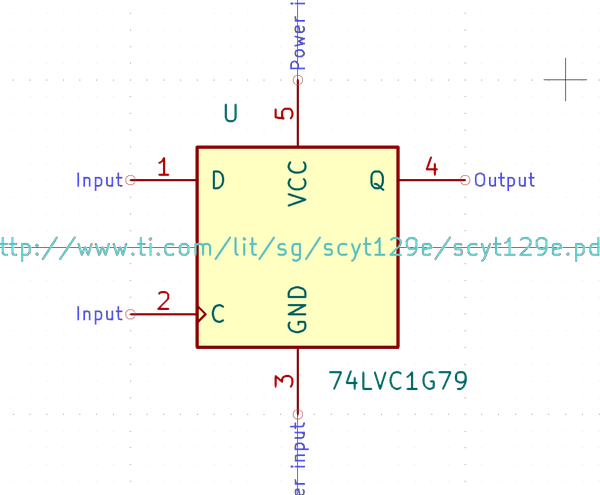 Power i
U
5
Input
1
D
VCC
Q
4
Output
ttp://www.ti.com/lit/sg/scyt129e/scyt129e.pd
Input
2
C
GND
3
74LVC1G79
er input